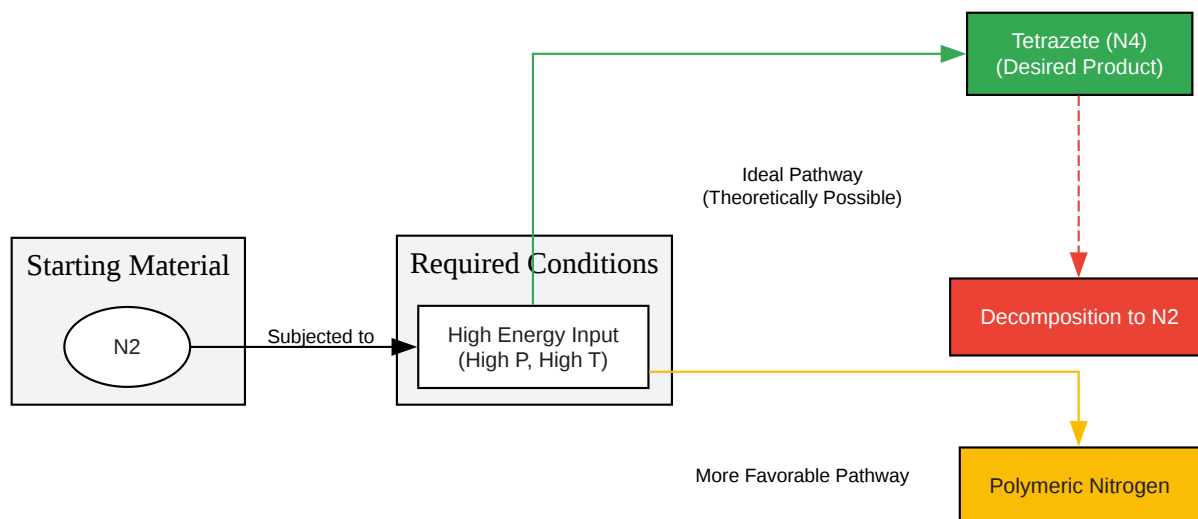 Tetrazete (N4)
(Desired Product)
Ideal Pathway
(Theoretically Possible)
Starting Material
Required Conditions
N2
Subjected to
High Energy Input
(High P, High T)
Decomposition to N2
More Favorable Pathway
Polymeric Nitrogen